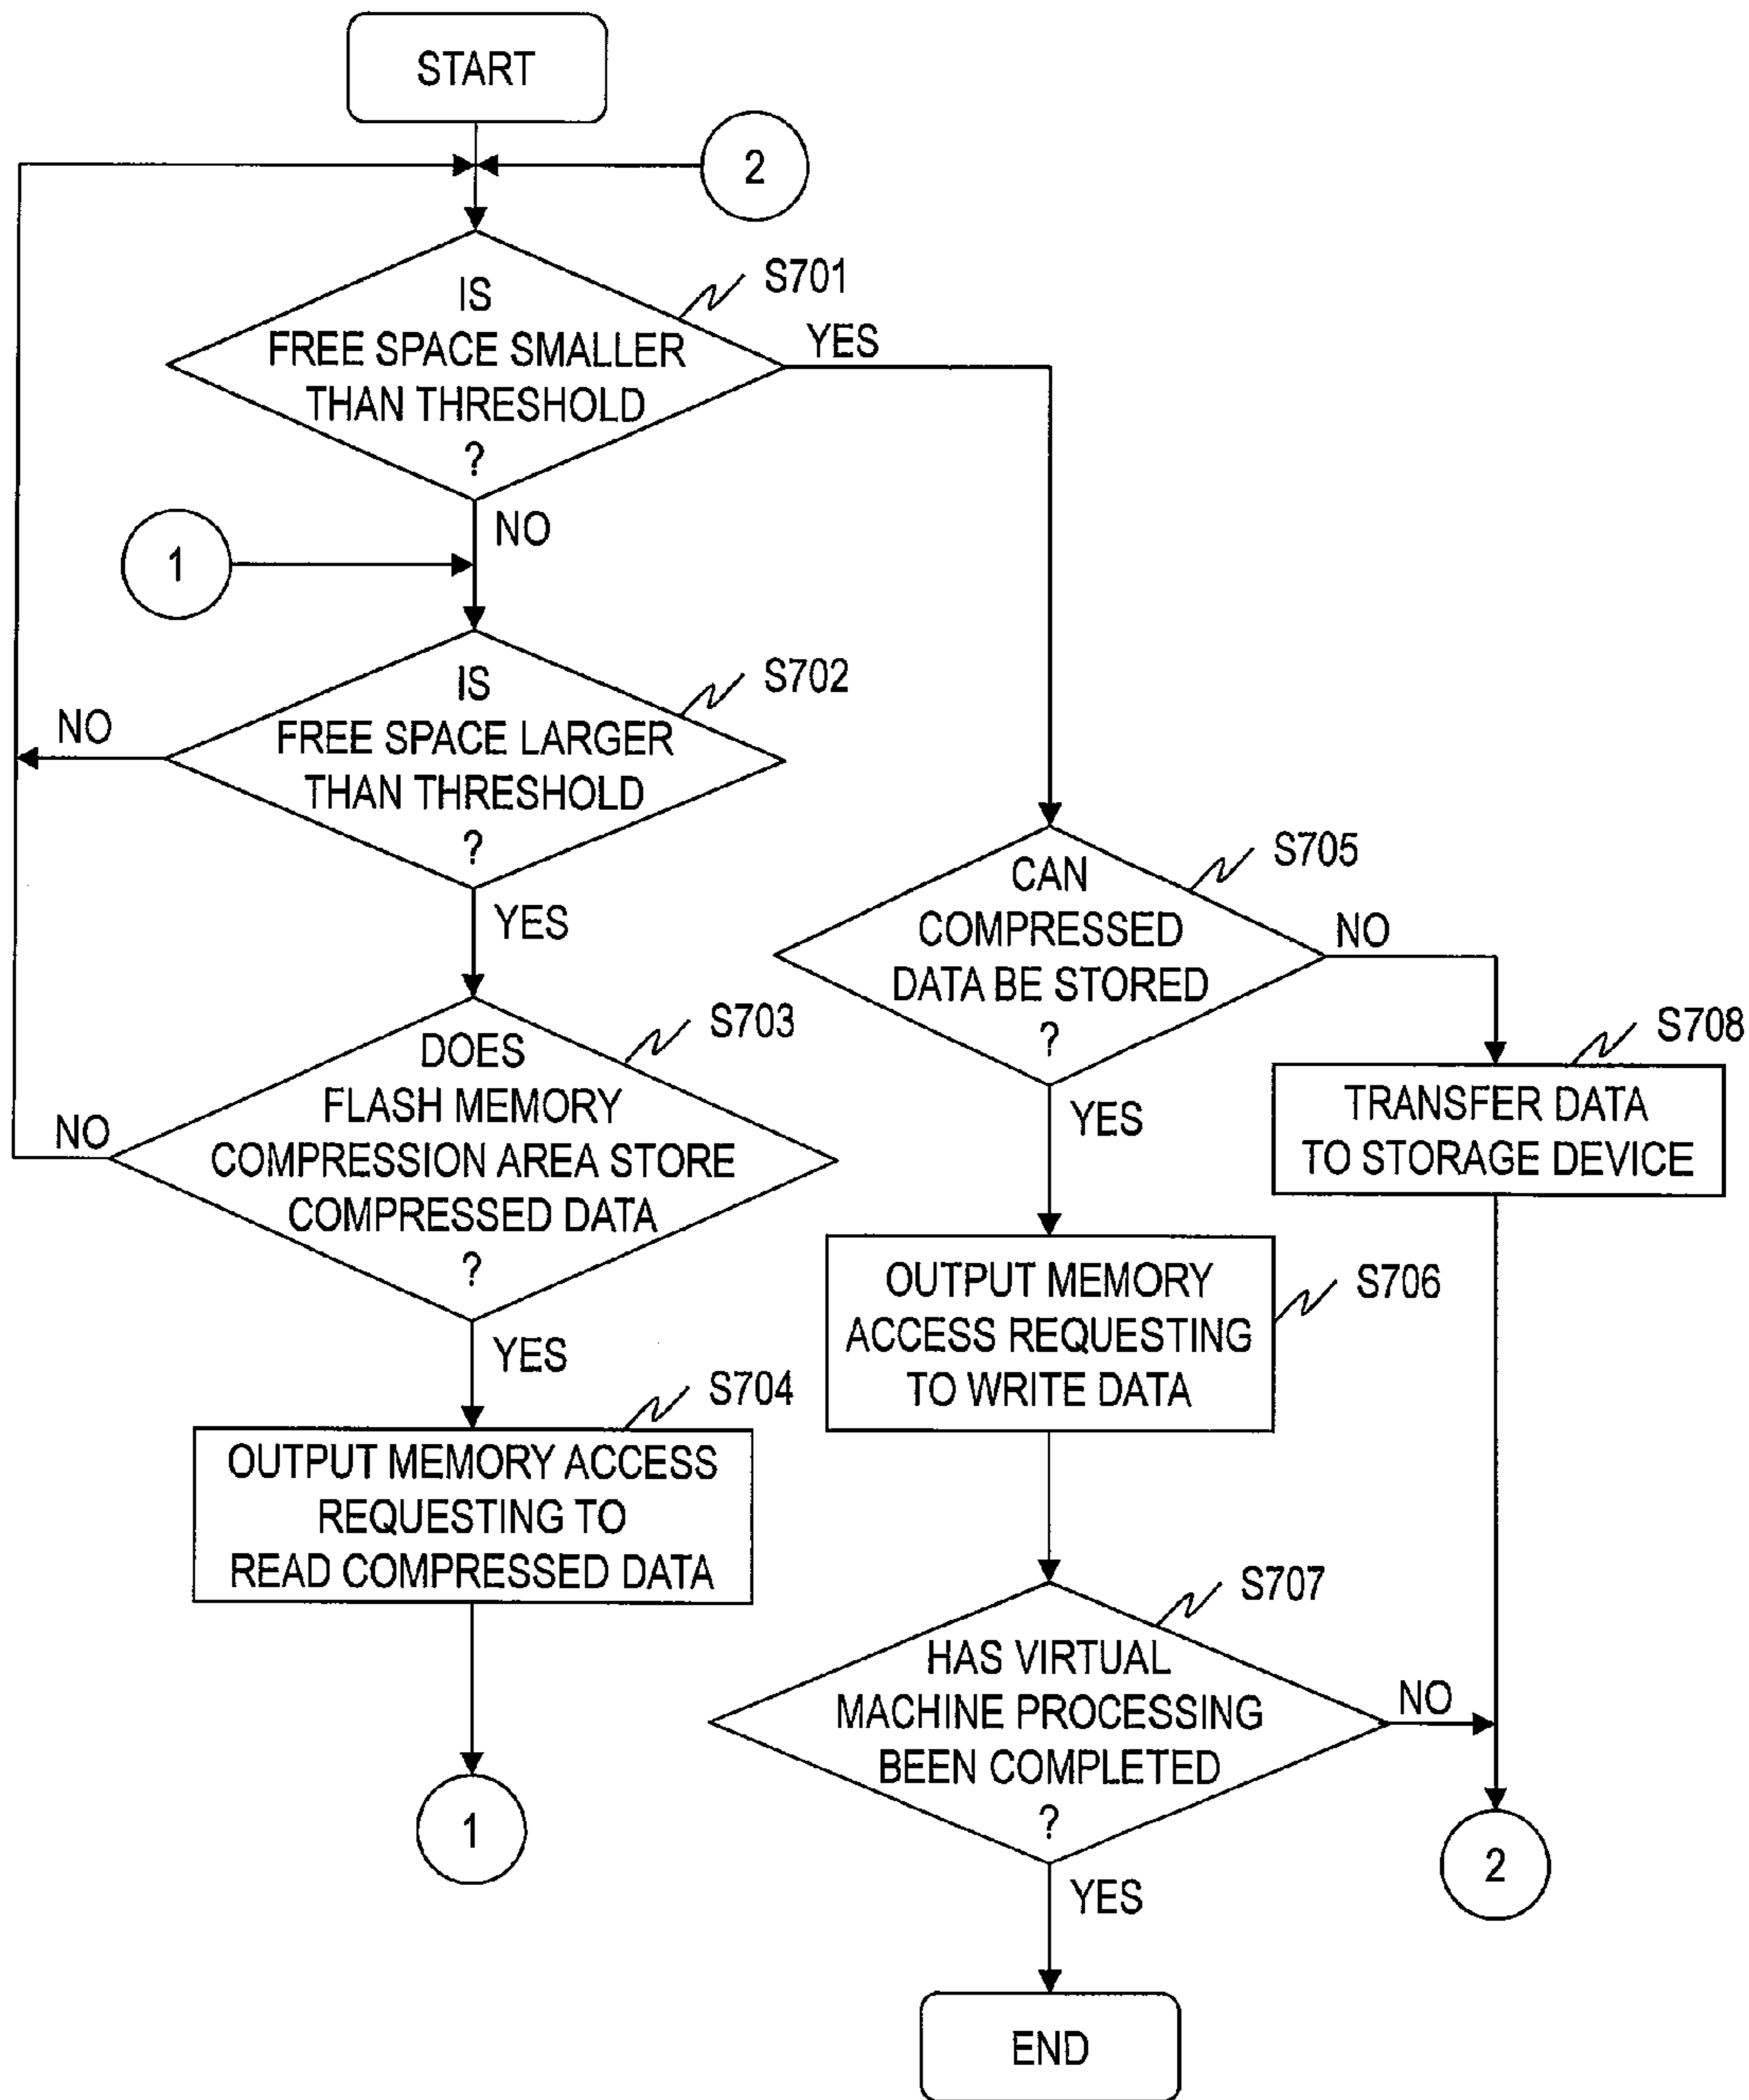 START
2
IS
FREE SPACE SMALLER
THAN THRESHOLD
?
S701
YES
NO
1
IS
FREE SPACE LARGER
THAN THRESHOLD
?
S702
NO
YES
DOES
FLASH MEMORY
COMPRESSION AREA STORE
COMPRESSED DATA
?
S703
NO
YES
S704
OUTPUT MEMORY ACCESS
REQUESTING TO
READ COMPRESSED DATA
1
CAN
COMPRESSED
DATA BE STORED
?
S705
NO
YES
S708
TRANSFER DATA
TO STORAGE DEVICE
OUTPUT MEMORY
ACCESS REQUESTING
TO WRITE DATA
S706
HAS VIRTUAL
MACHINE PROCESSING
BEEN COMPLETED
?
S707
NO
YES
2
END